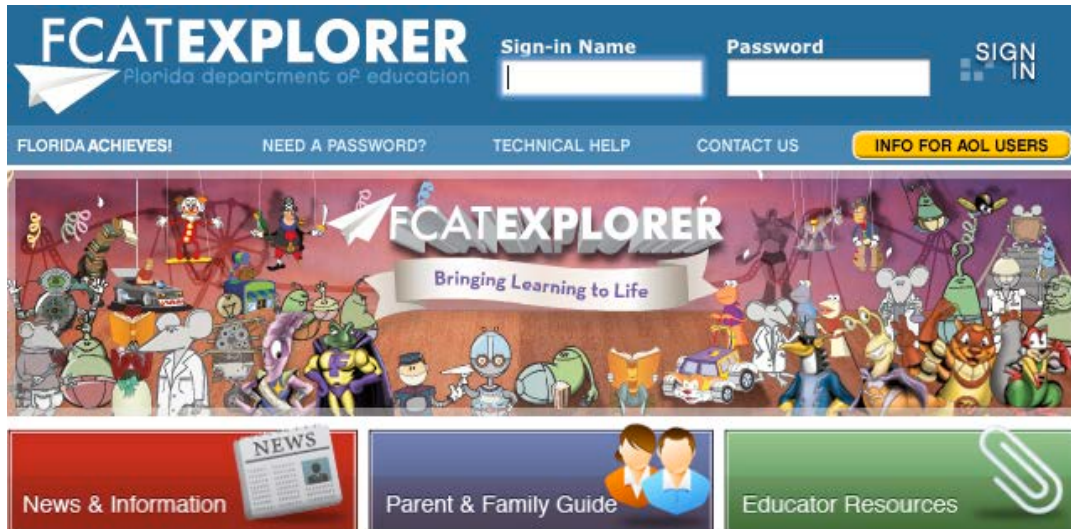 FCATEXPLORER
Florida department of education
Sign-in Name
Password
SIGN
IN
FLORIDA ACHIEVES!
NEED A PASSWORD?
TECHNICAL HELP
CONTACT US
INFO FOR AOL USERS
FCATEXPLORER
Bringing Learning to Life
NEWS
News & Information
Parent & Family Guide
Educator Resources